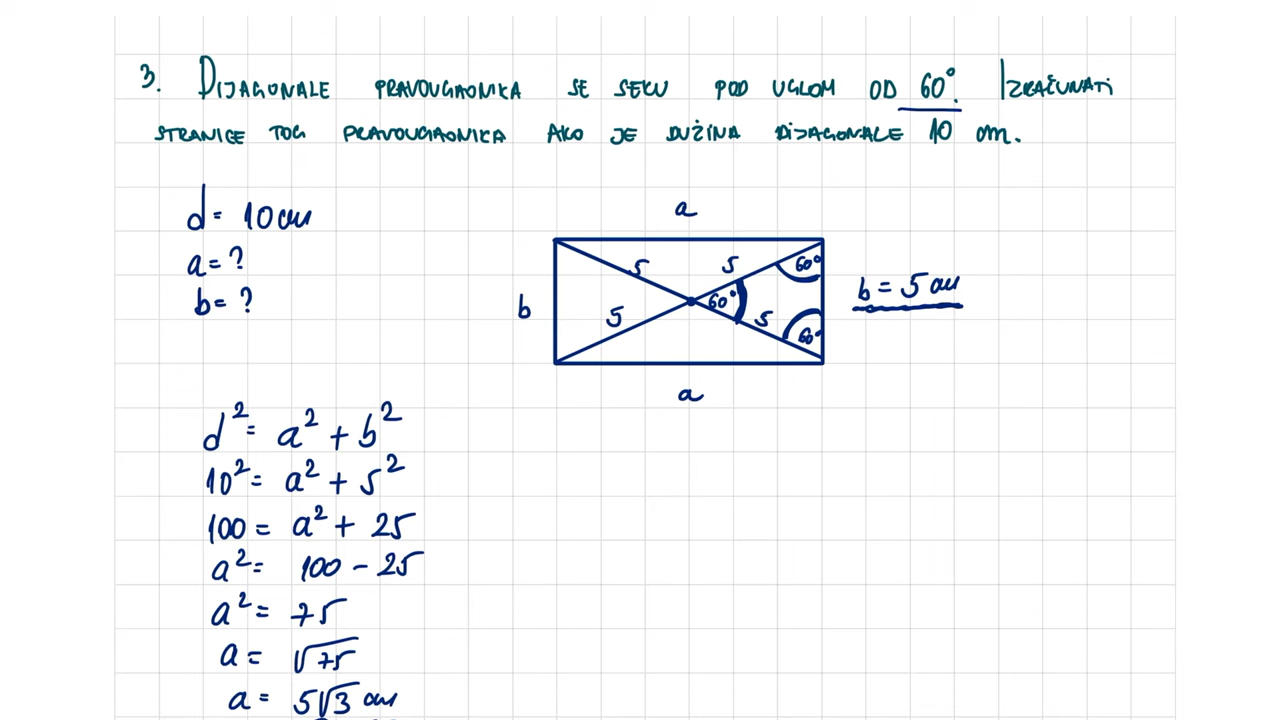 3. DIJAGONALE PRAVOUGAONIKA SE SEKU POD UGLOM OD 60°. IZRAČUNATI
STRANICE TOG PRAVOUGAONIKA AKO JE DUŽINA DIJAGONALE 10 cm.
d = 10 cm
a = ?
b = ?
a
5 5 60°
b 60° b = 5 cm
5 5 60°
a
d² = a² + b²
10² = a² + 5²
100 = a² + 25
a² = 100 - 25
a² = 75
a = √75
a = 5√3 cm